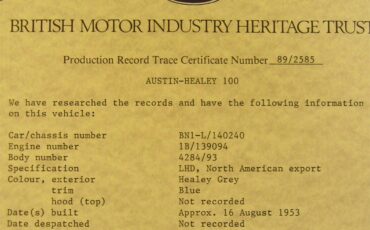 BRITISH MOTOR INDUSTRY HERITAGE TRUST
Production Record Trace Certificate Number 89/2585
AUSTIN-HEALEY 100
We have researched the records and have the following information
on this vehicle:
Car/chassis number BN1-L/140240
Engine number 1B/139094
Body number 4284/93
Specification LHD, North American export
Colour, exterior Healey Grey
trim Blue
hood (top) Not recorded
Date(s) built Approx. 16 August 1953
Date despatched Not recorded